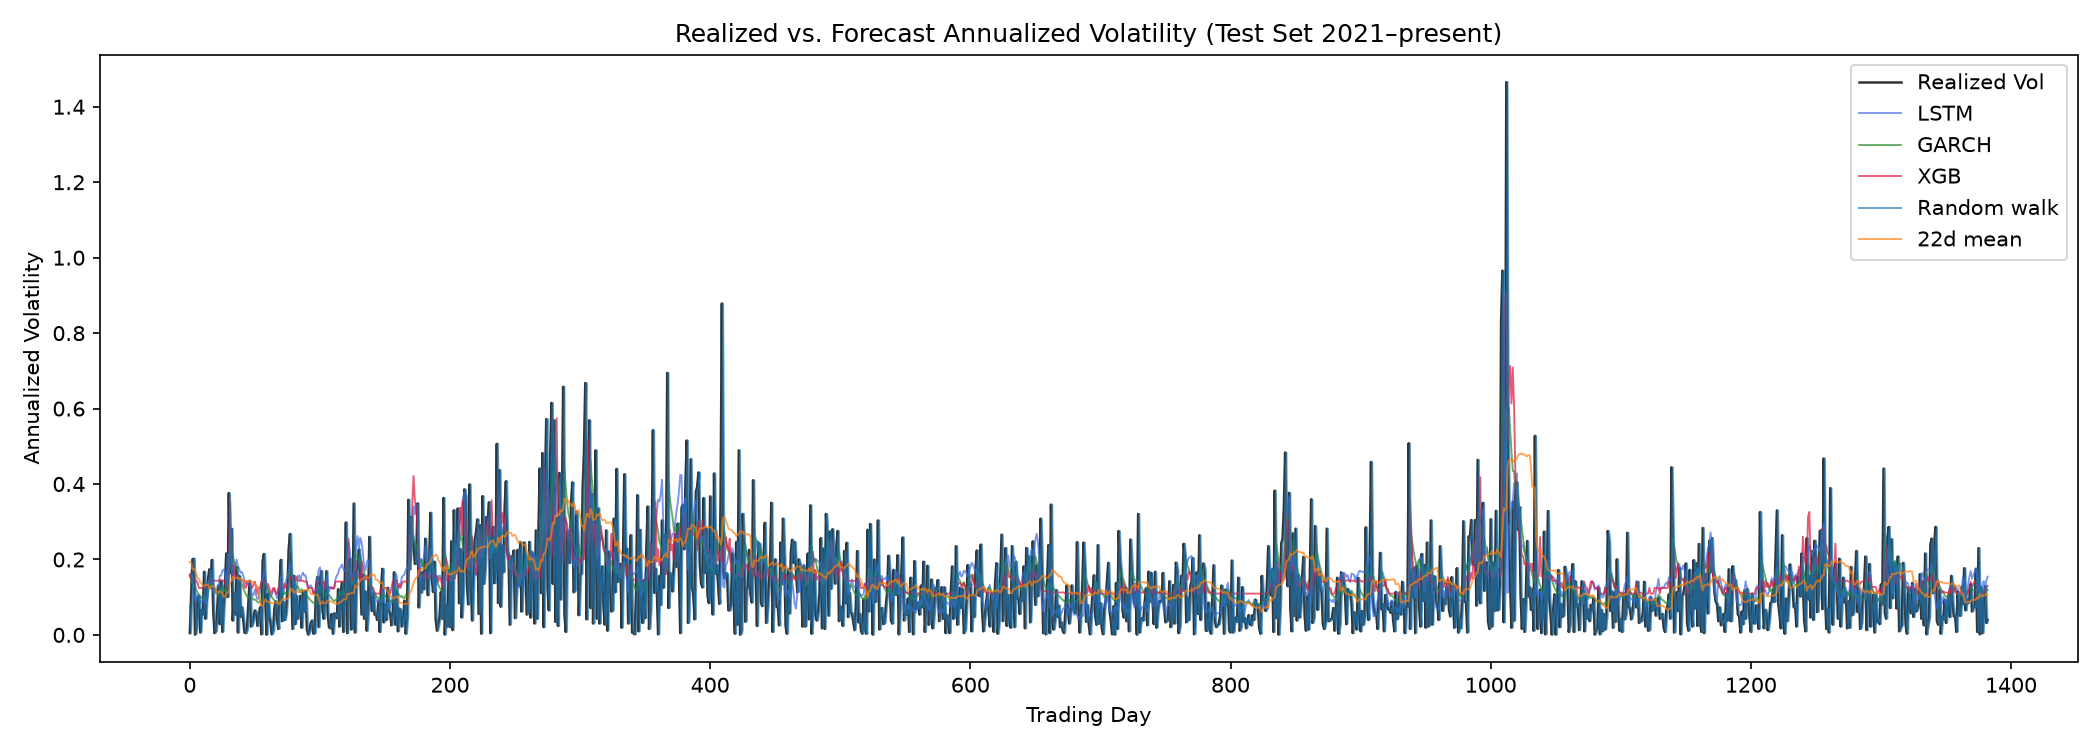 Realized vs. Forecast Annualized Volatility (Test Set 2021–present)
Annualized Volatility
1.4
1.2
1.0
0.8
0.6
0.4
0.2
0.0
Realized Vol
LSTM
GARCH
XGB
Random walk
22d mean
0 200 400 600 800 1000 1200 1400
Trading Day